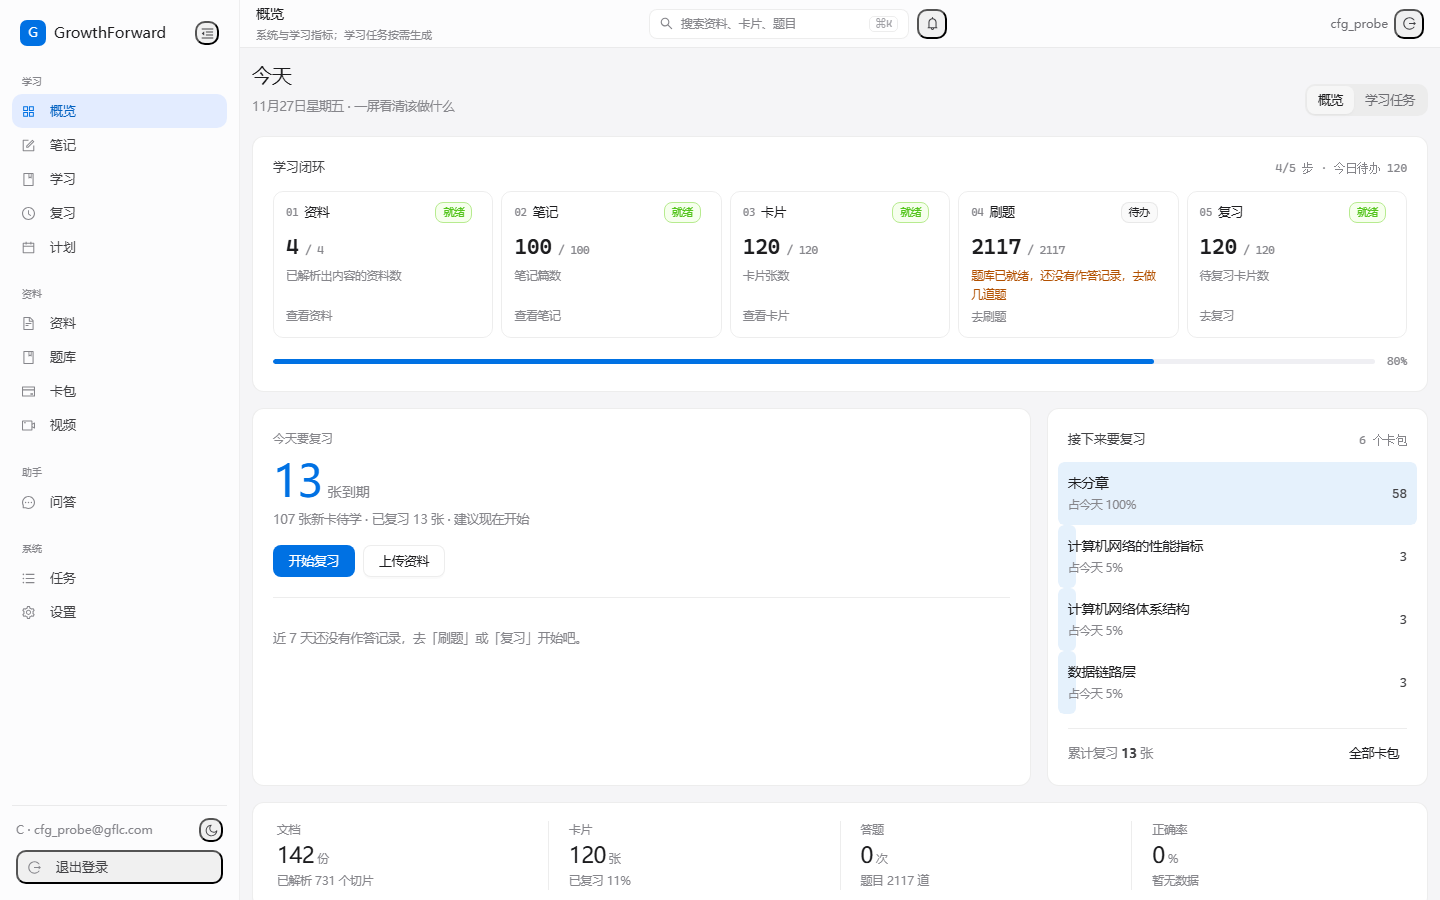 G GrowthForward
学习
概览
笔记
学习
复习
计划
资料
资料
题库
卡包
视频
助手
问答
系统
任务
设置
C · cfg_probe@gflc.com
退出登录
概览
系统与学习指标；学习任务按需生成
搜索资料、卡片、题目 ⌘K
cfg_probe
今天
11月27日星期五 · 一屏看清该做什么
概览 学习任务
学习闭环
4/5 步 · 今日待办 120
01 资料 就绪
4 / 4
已解析出内容的资料数
查看资料
02 笔记 就绪
100 / 100
笔记篇数
查看笔记
03 卡片 就绪
120 / 120
卡片张数
查看卡片
04 刷题 待办
2117 / 2117
题库已就绪，还没有作答记录，去做
几道题
去刷题
05 复习 就绪
120 / 120
待复习卡片数
去复习
80%
今天要复习
13 张到期
107 张新卡待学 · 已复习 13 张 · 建议现在开始
开始复习 上传资料
近 7 天还没有作答记录，去「刷题」或「复习」开始吧。
接下来要复习 6 个卡包
未分章 58
占今天 100%
计算机网络的性能指标 3
占今天 5%
计算机网络体系结构 3
占今天 5%
数据链路层 3
占今天 5%
累计复习 13 张 全部卡包
文档
142 份
已解析 731 个切片
卡片
120 张
已复习 11%
答题
0 次
题目 2117 道
正确率
0 %
暂无数据